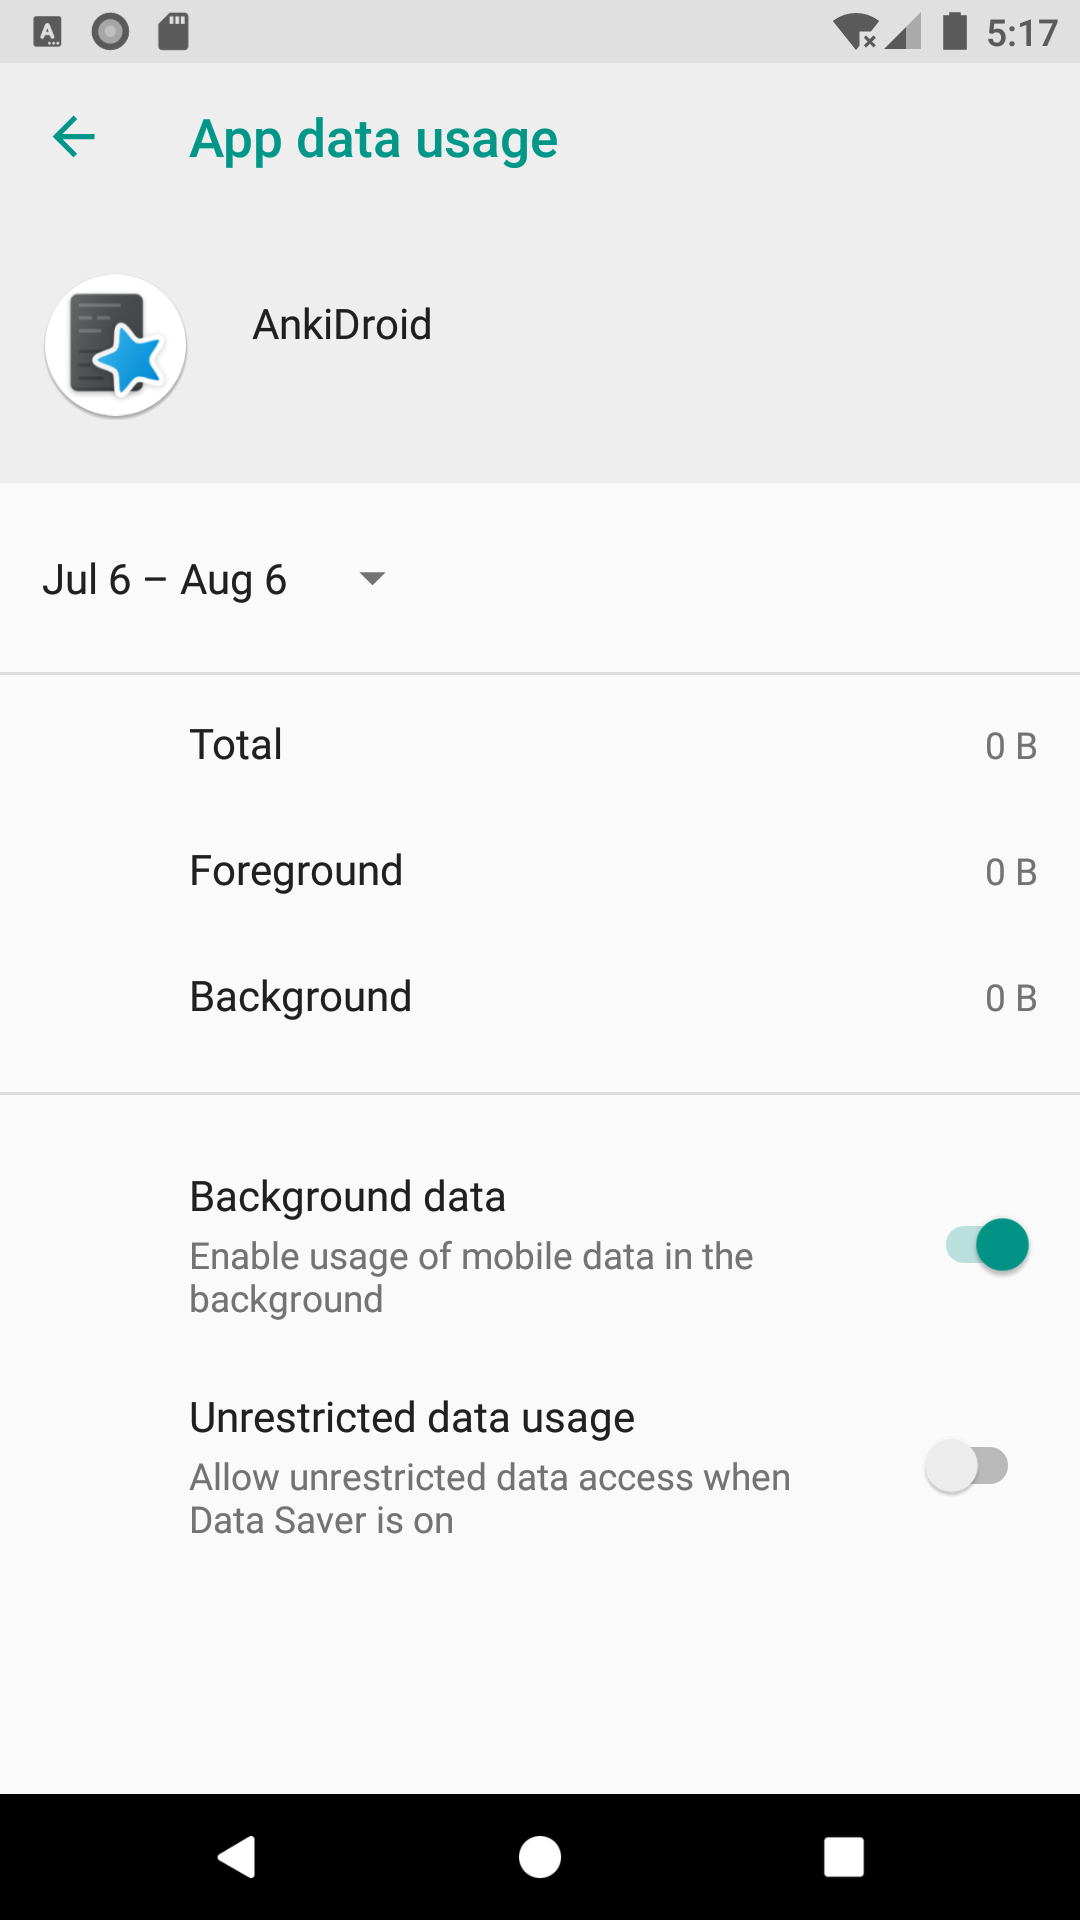 5:17
App data usage
AnkiDroid
Jul 6 – Aug 6
Total 0 B
Foreground 0 B
Background 0 B
Background data
Enable usage of mobile data in the
background
Unrestricted data usage
Allow unrestricted data access when
Data Saver is on